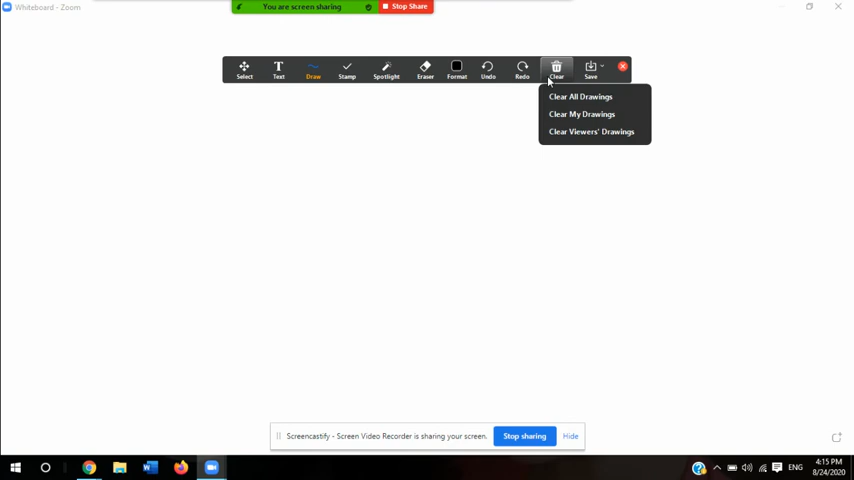 Whiteboard - Zoom
You are screen sharing
Stop Share
Select
Text
Draw
Stamp
Spotlight
Eraser
Format
Undo
Redo
Clear
Save
Clear All Drawings
Clear My Drawings
Clear Viewers' Drawings
Screencastify - Screen Video Recorder is sharing your screen.
Stop sharing
Hide
ENG
4:15 PM
8/24/2020